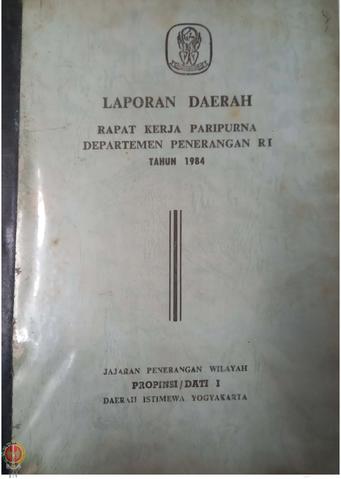 LAPORAN DAERAH
RAPAT KERJA PARIPURNA
DEPARTEMEN PENERANGAN RI
TAHUN 1984
JAJARAN PENERANGAN WILAYAH
PROPINSI/DATI I
DAERAH ISTIMEWA YOGYAKARTA